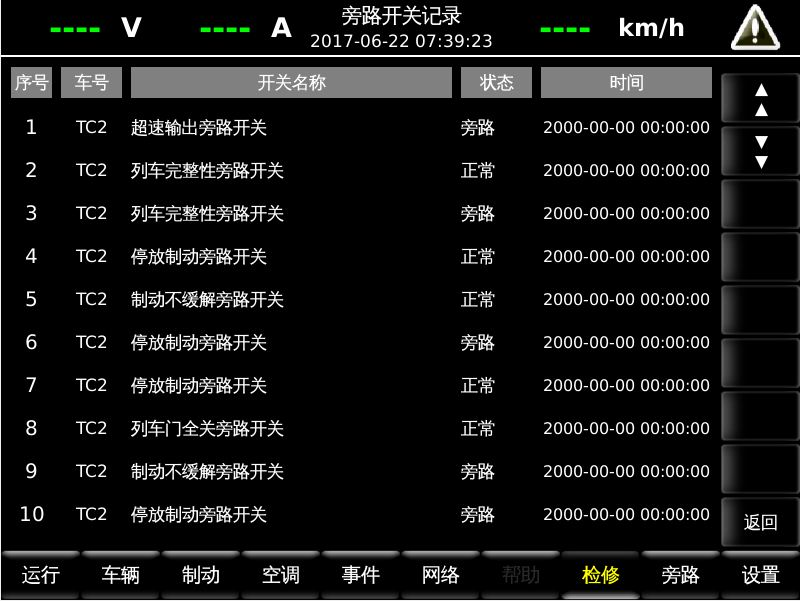 ---- V ---- A 旁路开关记录 ---- km/h
2017-06-22 07:39:23
序号 车号 开关名称 状态 时间
1 TC2 超速输出旁路开关 旁路 2000-00-00 00:00:00
2 TC2 列车完整性旁路开关 正常 2000-00-00 00:00:00
3 TC2 列车完整性旁路开关 旁路 2000-00-00 00:00:00
4 TC2 停放制动旁路开关 正常 2000-00-00 00:00:00
5 TC2 制动不缓解旁路开关 正常 2000-00-00 00:00:00
6 TC2 停放制动旁路开关 旁路 2000-00-00 00:00:00
7 TC2 停放制动旁路开关 正常 2000-00-00 00:00:00
8 TC2 列车门全关旁路开关 正常 2000-00-00 00:00:00
9 TC2 制动不缓解旁路开关 旁路 2000-00-00 00:00:00
10 TC2 停放制动旁路开关 旁路 2000-00-00 00:00:00
返回
运行 车辆 制动 空调 事件 网络 帮助 检修 旁路 设置